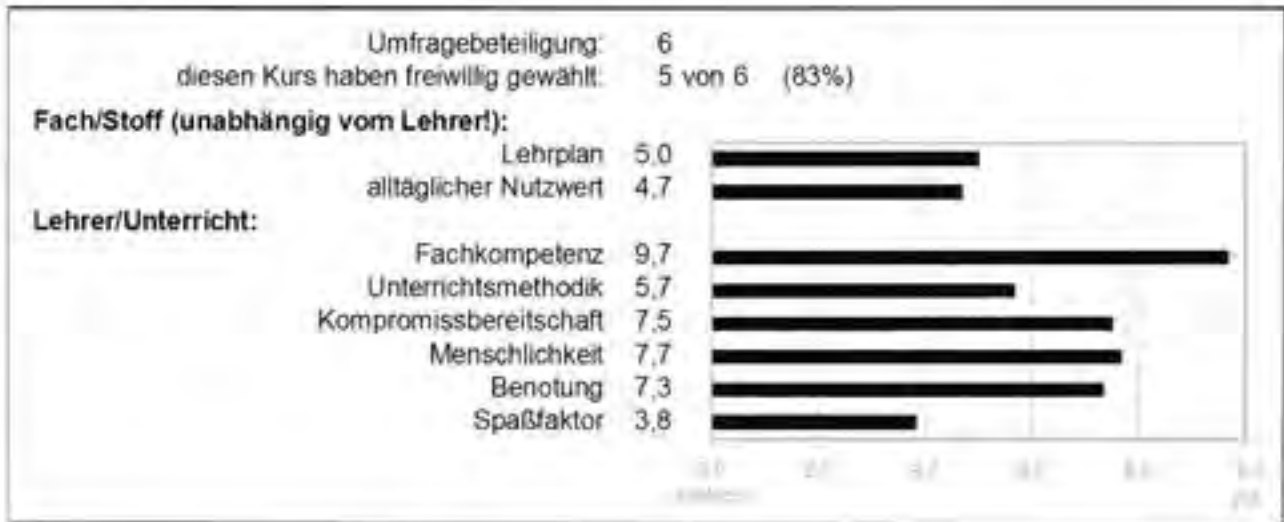 Umfragebeteiligung: 6
diesen Kurs haben freiwillig gewählt: 5 von 6 (83%)
Fach/Stoff (unabhängig vom Lehrer!):
Lehrplan 5,0
alltäglicher Nutzwert 4,7
Lehrer/Unterricht:
Fachkompetenz 9,7
Unterrichtsmethodik 5,7
Kompromissbereitschaft 7,5
Menschlichkeit 7,7
Benotung 7,3
Spaßfaktor 3,8